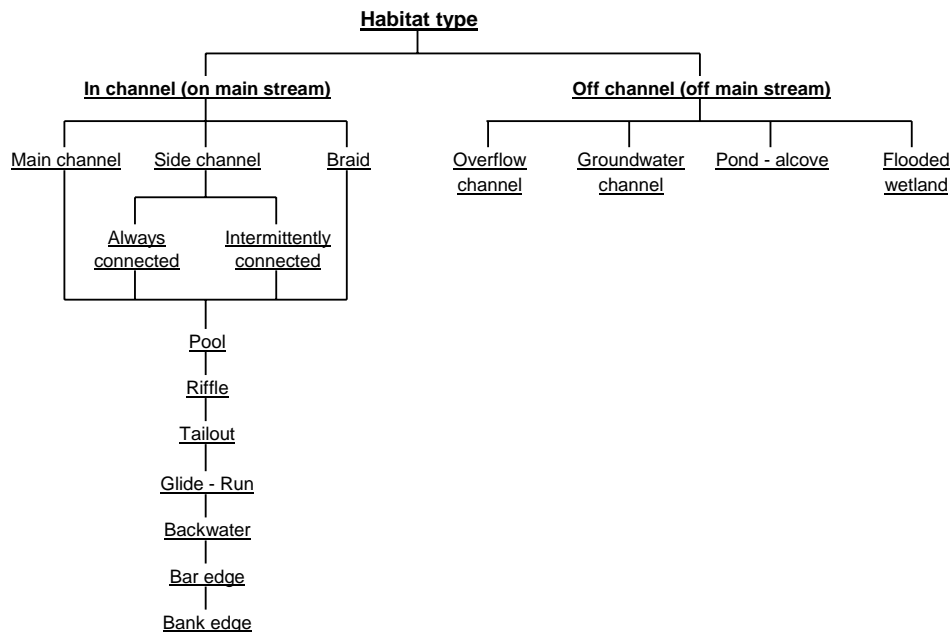 Habitat type
In channel (on main stream)
Off channel (off main stream)
Main channel
Side channel
Braid
Overflow
channel
Groundwater
channel
Pond - alcove
Flooded
wetland
Always
connected
Intermittently
connected
Pool
Riffle
Tailout
Glide - Run
Backwater
Bar edge
Bank edge